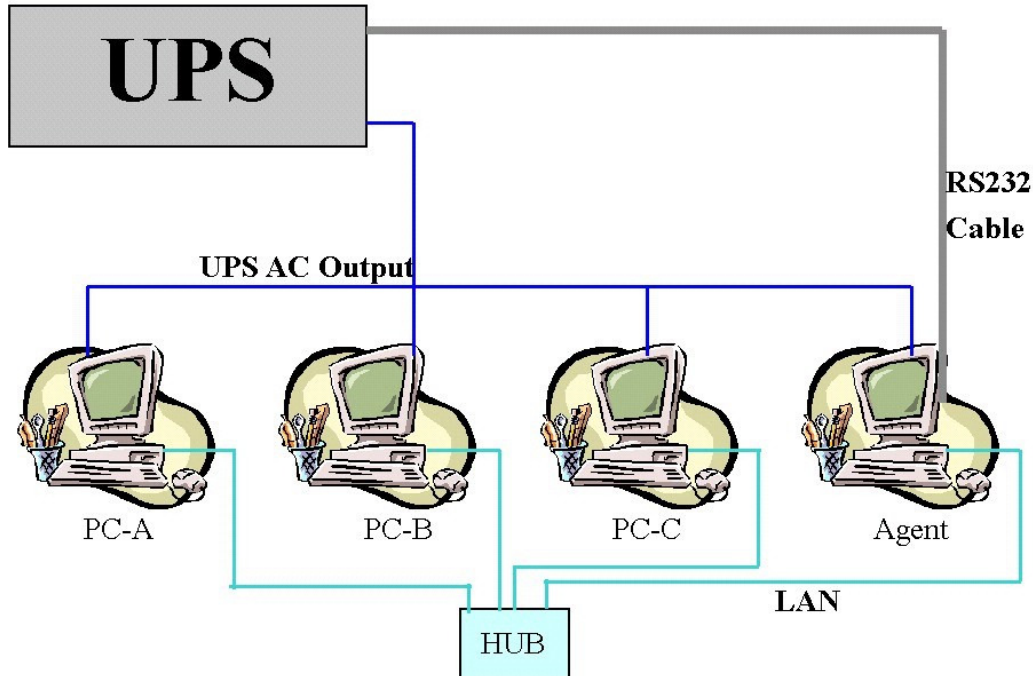 UPS
RS232
Cable
UPS AC Output
PC-A
PC-B
PC-C
Agent
LAN
HUB